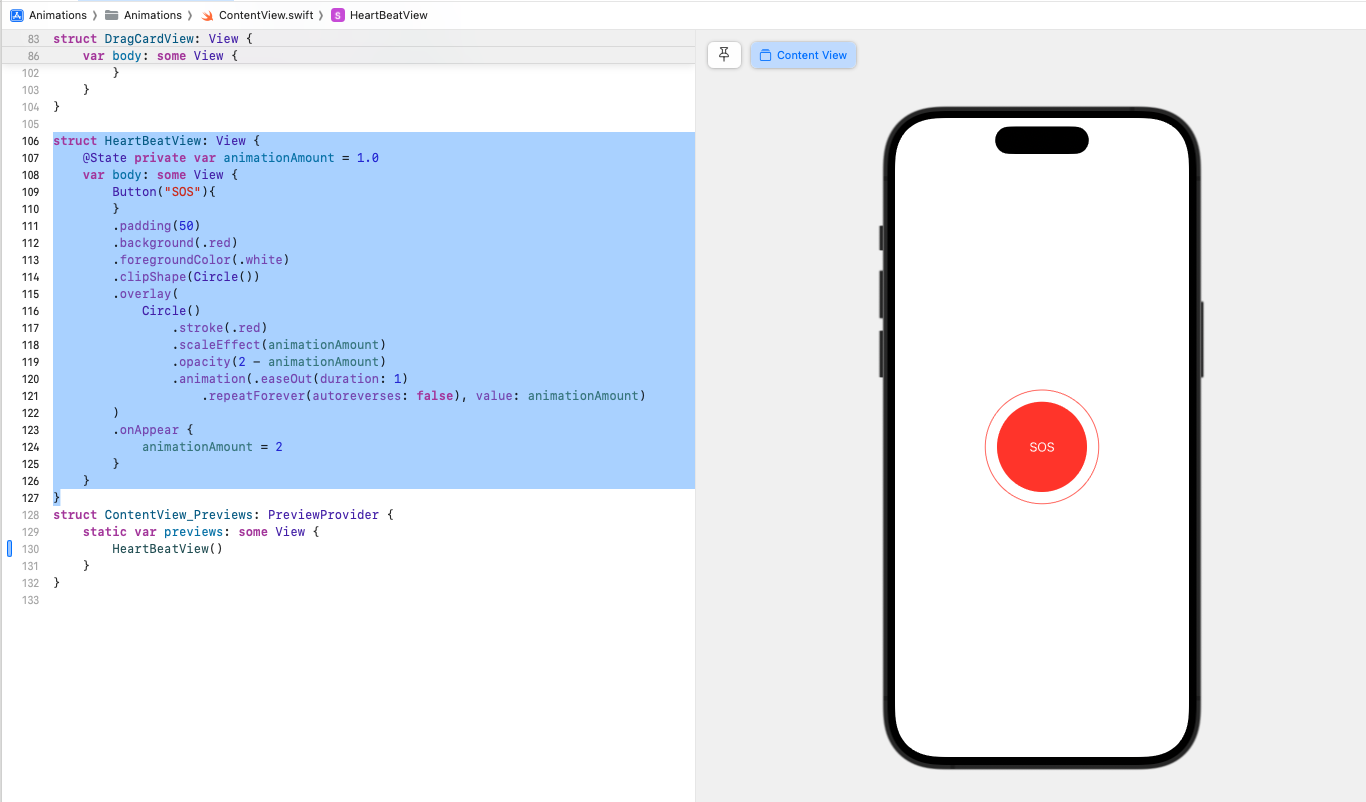 Animations 〉 Animations 〉 ContentView.swift 〉 S HeartBeatView
83 struct DragCardView: View {
86     var body: some View {
102         }
103     }
104 }
105
106 struct HeartBeatView: View {
107     @State private var animationAmount = 1.0
108     var body: some View {
109         Button("SOS"){
110         }
111         .padding(50)
112         .background(.red)
113         .foregroundColor(.white)
114         .clipShape(Circle())
115         .overlay(
116             Circle()
117                 .stroke(.red)
118                 .scaleEffect(animationAmount)
119                 .opacity(2 - animationAmount)
120                 .animation(.easeOut(duration: 1)
121                     .repeatForever(autoreverses: false), value: animationAmount)
122         )
123         .onAppear {
124             animationAmount = 2
125         }
126     }
127 }
128 struct ContentView_Previews: PreviewProvider {
129     static var previews: some View {
130         HeartBeatView()
131     }
132 }
133
Content View
SOS